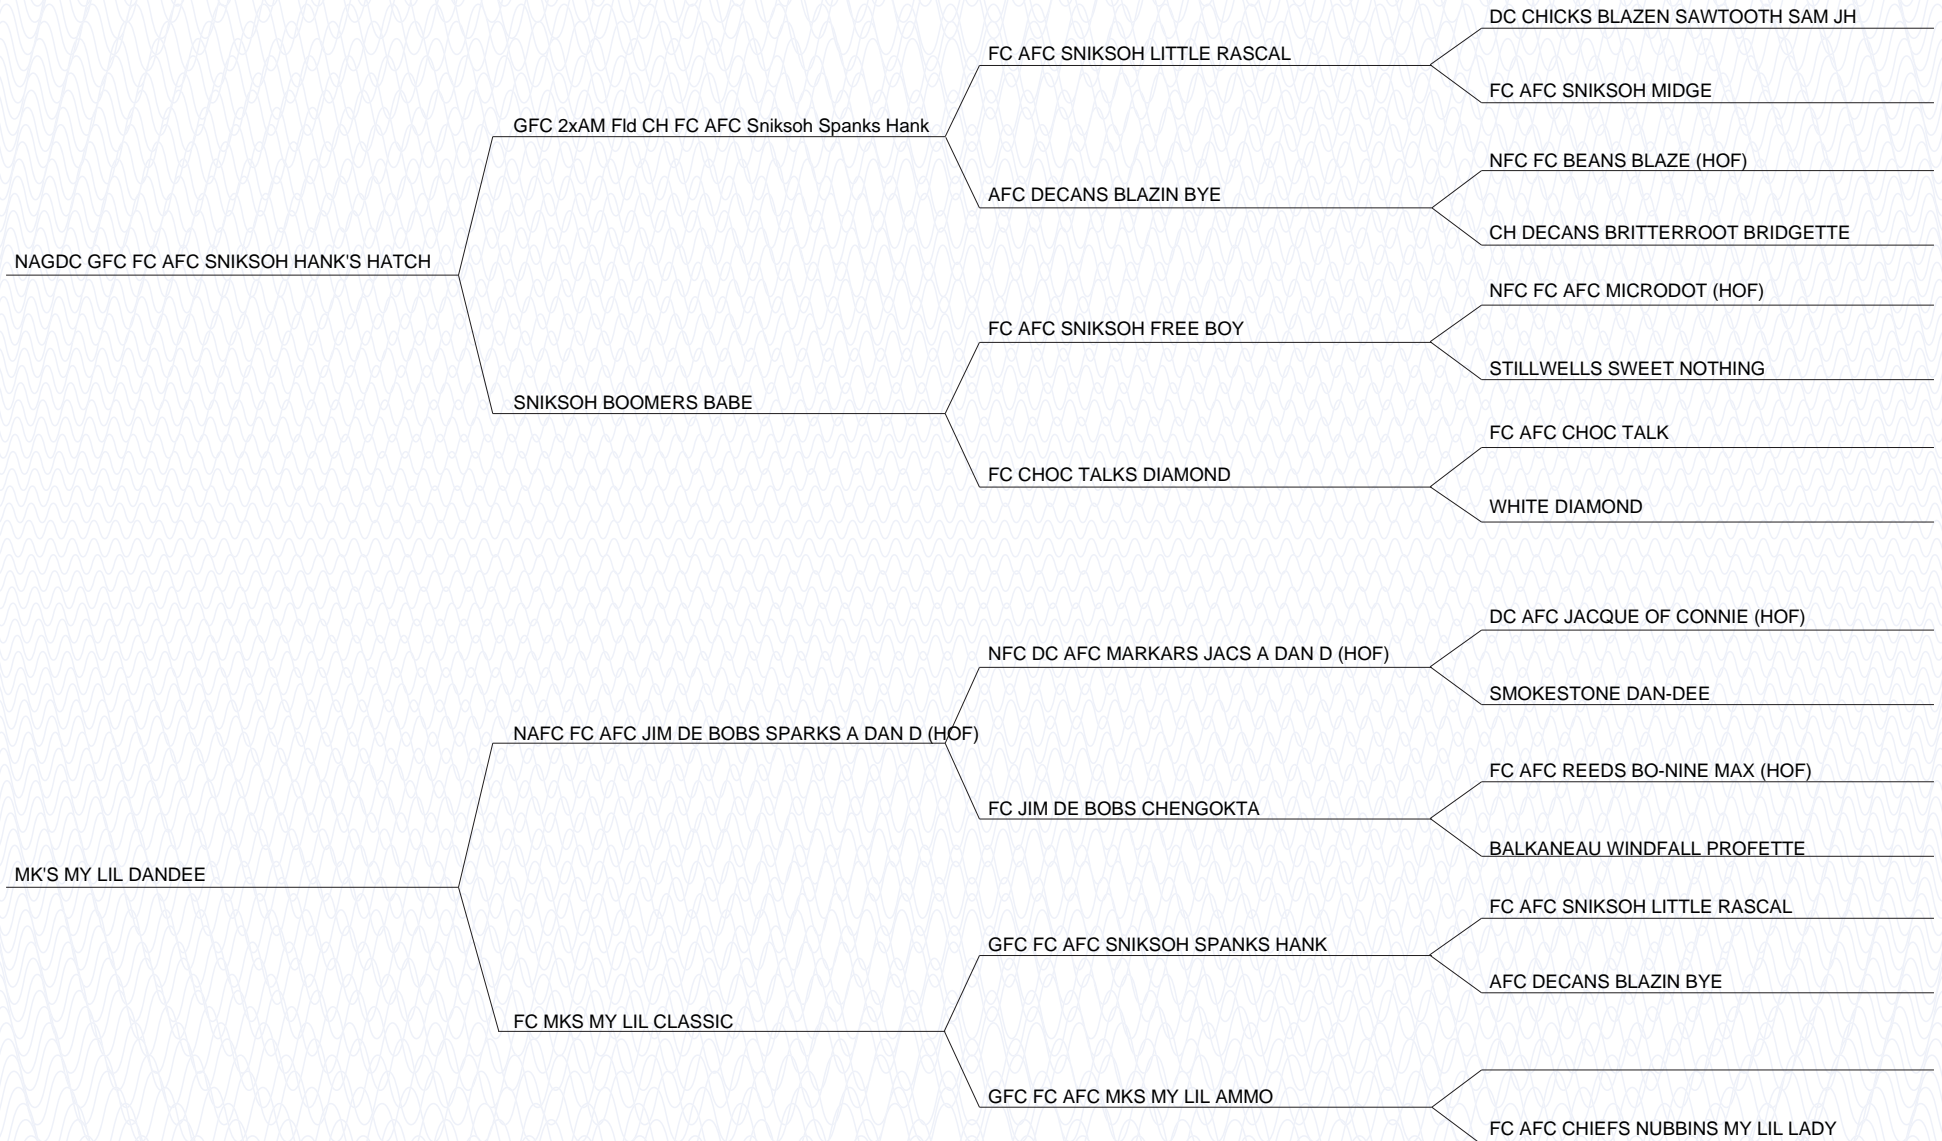 DC CHICKS BLAZEN SAWTOOTH SAM JH
FC AFC SNIKSOH LITTLE RASCAL
FC AFC SNIKSOH MIDGE
GFC 2xAM Fld CH FC AFC Sniksoh Spanks Hank
NFC FC BEANS BLAZE (HOF)
AFC DECANS BLAZIN BYE
CH DECANS BRITTERROOT BRIDGETTE
NAGDC GFC FC AFC SNIKSOH HANK'S HATCH
NFC FC AFC MICRODOT (HOF)
FC AFC SNIKSOH FREE BOY
STILLWELLS SWEET NOTHING
SNIKSOH BOOMERS BABE
FC AFC CHOC TALK
FC CHOC TALKS DIAMOND
WHITE DIAMOND
DC AFC JACQUE OF CONNIE (HOF)
NFC DC AFC MARKARS JACS A DAN D (HOF)
SMOKESTONE DAN-DEE
NAFC FC AFC JIM DE BOBS SPARKS A DAN D (HOF)
FC AFC REEDS BO-NINE MAX (HOF)
FC JIM DE BOBS CHENGOKTA
BALKANEAU WINDFALL PROFETTE
MK'S MY LIL DANDEE
FC AFC SNIKSOH LITTLE RASCAL
GFC FC AFC SNIKSOH SPANKS HANK
AFC DECANS BLAZIN BYE
FC MKS MY LIL CLASSIC
GFC FC AFC MKS MY LIL AMMO
FC AFC CHIEFS NUBBINS MY LIL LADY